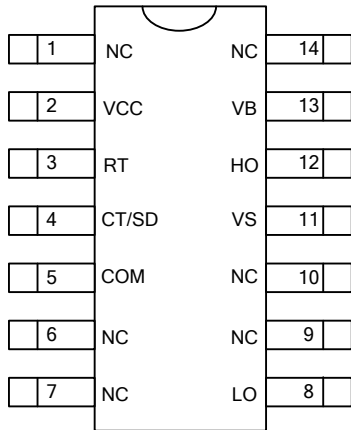 1 NC NC 14
2 VCC VB 13
3 RT HO 12
4 CT/SD VS 11
5 COM NC 10
6 NC NC 9
7 NC LO 8